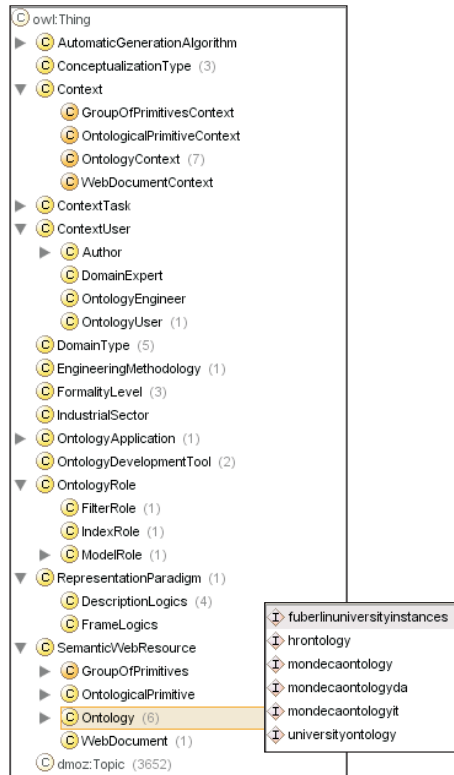 owl:Thing
AutomaticGenerationAlgorithm
ConceptualizationType (3)
Context
GroupOfPrimitivesContext
OntologicalPrimitiveContext
OntologyContext (7)
WebDocumentContext
ContextTask
ContextUser
Author
DomainExpert
OntologyEngineer
OntologyUser (1)
DomainType (5)
EngineeringMethodology (1)
FormalityLevel (3)
IndustrialSector
OntologyApplication (1)
OntologyDevelopmentTool (2)
OntologyRole
FilterRole (1)
IndexRole (1)
ModelRole (1)
RepresentationParadigm (1)
DescriptionLogics (4)
FrameLogics
SemanticWebResource
GroupOfPrimitives
OntologicalPrimitive
Ontology (6)
WebDocument (1)
dmoz:Topic (3652)
fuberlinuniversityinstances
hrontology
mondecaontology
mondecaontologyda
mondecaontologyit
universityontology